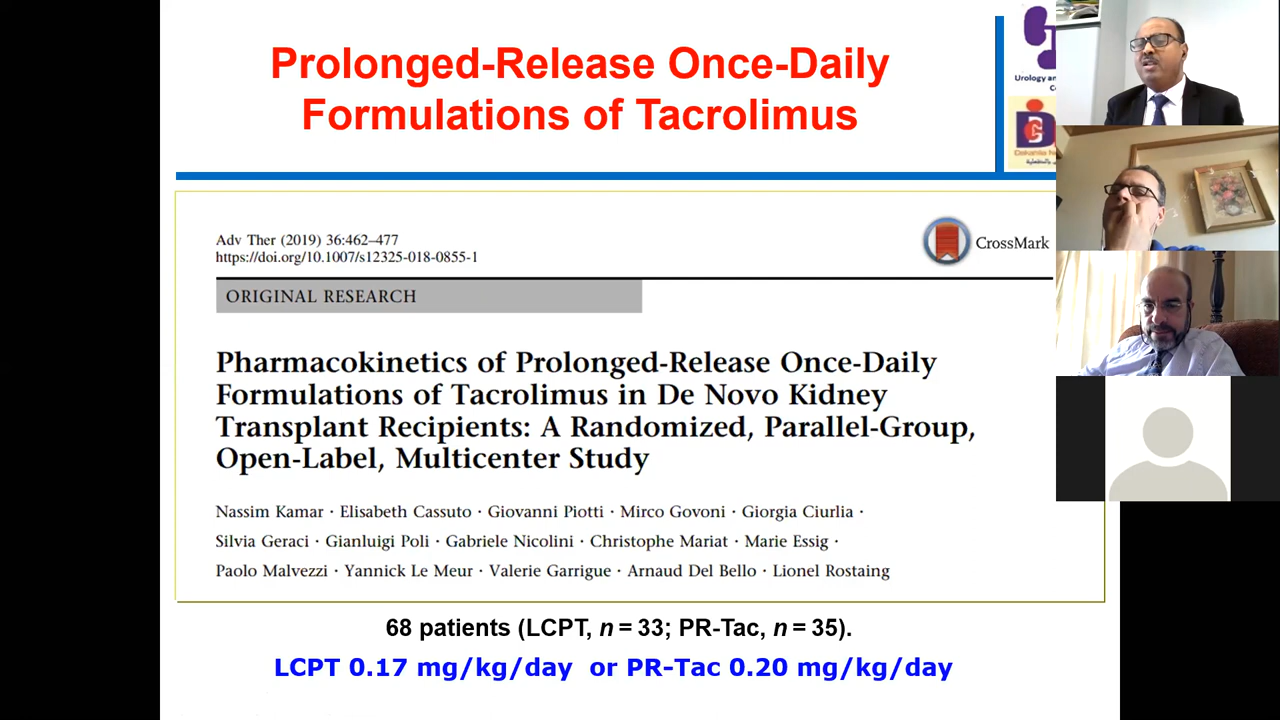 Prolonged-Release Once-Daily
Formulations of Tacrolimus
Urology an
Adv Ther (2019) 36:462–477
https://doi.org/10.1007/s12325-018-0855-1
CrossMark
ORIGINAL RESEARCH
Pharmacokinetics of Prolonged-Release Once-Daily
Formulations of Tacrolimus in De Novo Kidney
Transplant Recipients: A Randomized, Parallel-Group,
Open-Label, Multicenter Study
Nassim Kamar · Elisabeth Cassuto · Giovanni Piotti · Mirco Govoni · Giorgia Ciurlia ·
Silvia Geraci · Gianluigi Poli · Gabriele Nicolini · Christophe Mariat · Marie Essig ·
Paolo Malvezzi · Yannick Le Meur · Valerie Garrigue · Arnaud Del Bello · Lionel Rostaing
68 patients (LCPT, n = 33; PR-Tac, n = 35).
LCPT 0.17 mg/kg/day or PR-Tac 0.20 mg/kg/day